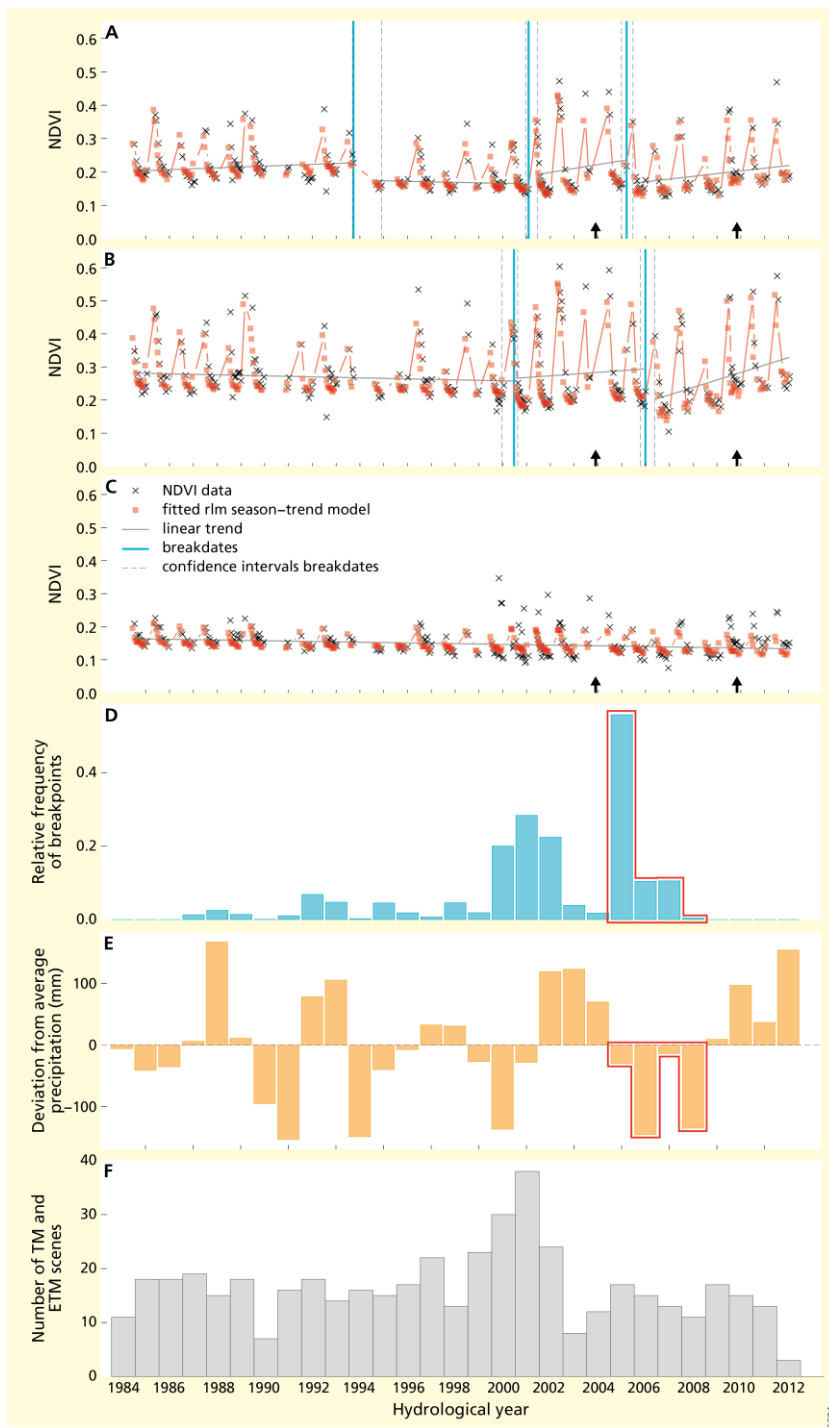 A
0.6
0.5
0.4
0.3
0.2
0.1
0.0
NDVI
B
0.6
0.5
0.4
0.3
0.2
0.1
0.0
NDVI
C
0.6
0.5
0.4
0.3
0.2
0.1
0.0
NDVI
NDVI data
fitted rlm season–trend model
linear trend
breakdates
confidence intervals breakdates
D
0.4
0.2
0.0
Relative frequency
of breakpoints
E
100
0
−100
Deviation from average
precipitation (mm)
F
40
30
20
10
0
Number of TM and
ETM scenes
1984 1986 1988 1990 1992 1994 1996 1998 2000 2002 2004 2006 2008 2010 2012
Hydrological year